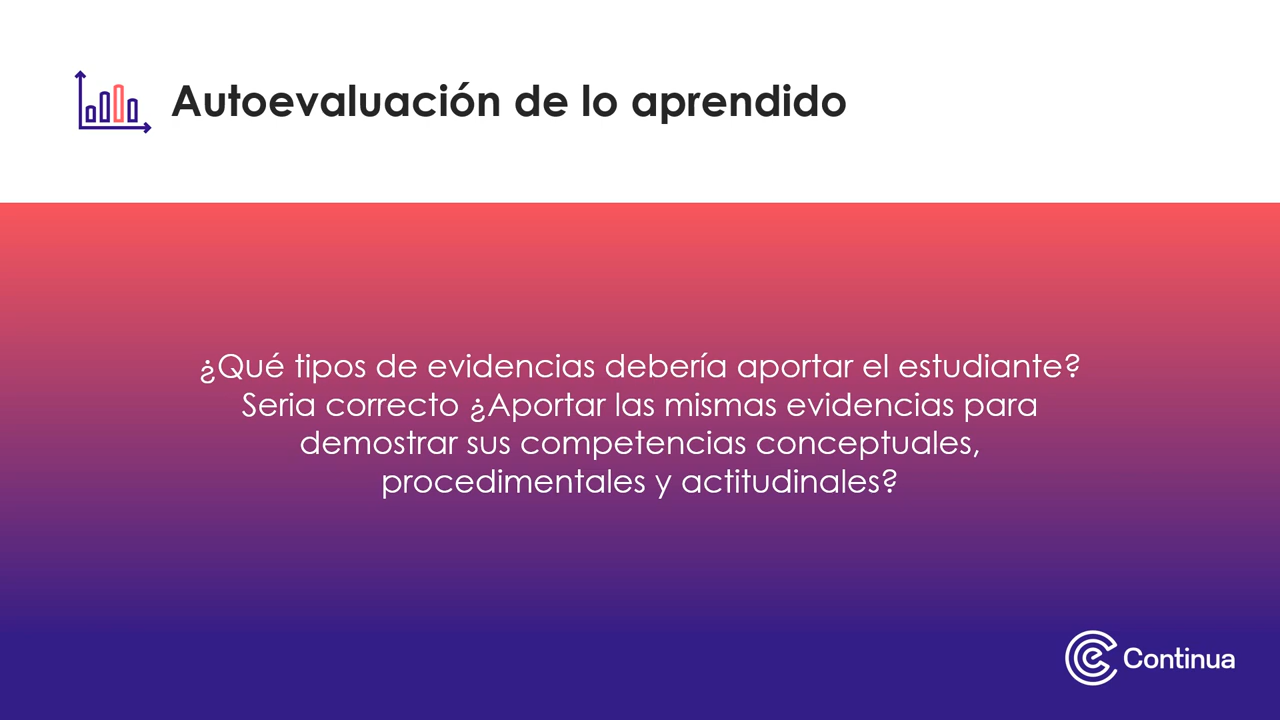 Autoevaluación de lo aprendido
¿Qué tipos de evidencias debería aportar el estudiante?
Seria correcto ¿Aportar las mismas evidencias para
demostrar sus competencias conceptuales,
procedimentales y actitudinales?
Continua